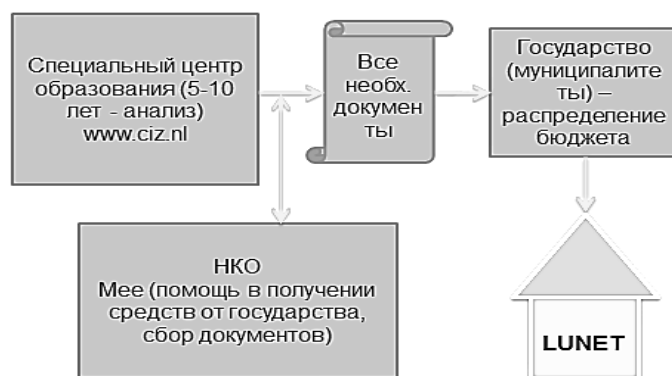 Специальный центр
образования (5-10
лет - анализ)
www.ciz.nl
Все
необх.
докумен
ты
Государство
(муниципалите
ты) –
распределение
бюджета
НКО
Мее (помощь в получении
средств от государства,
сбор документов)
LUNET